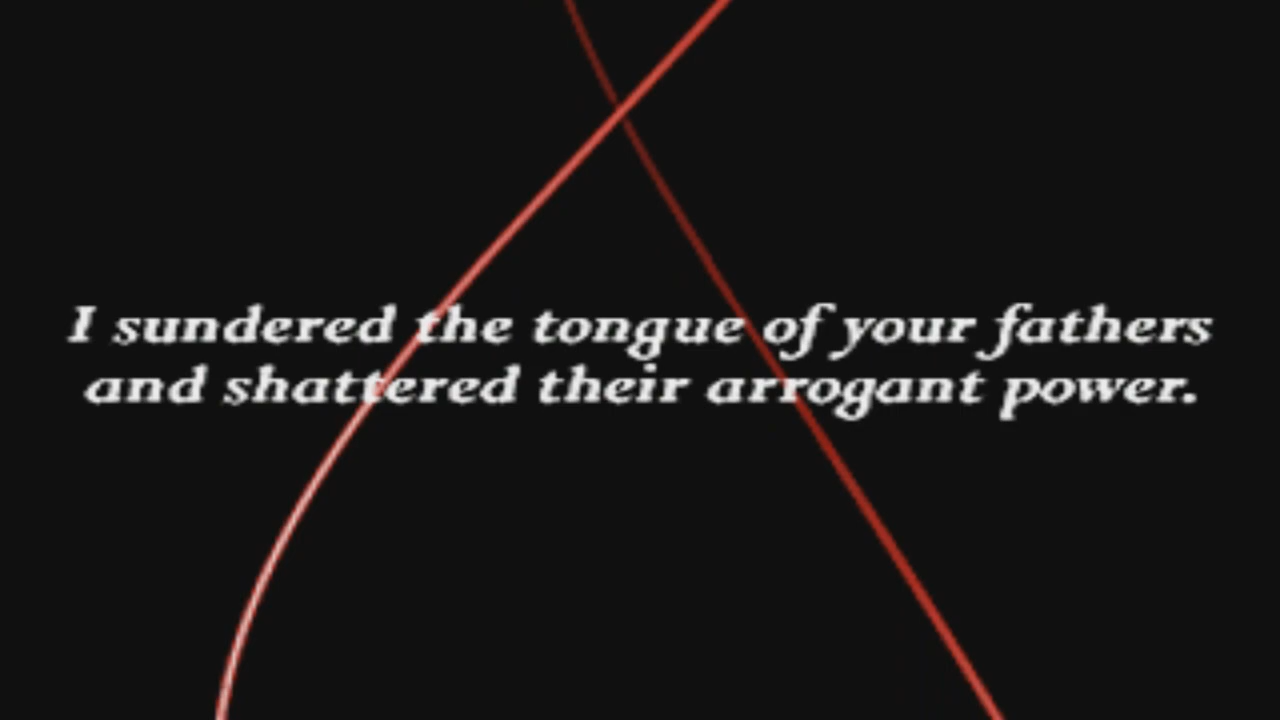 I sundered the tongue of your fathers
and shattered their arrogant power.